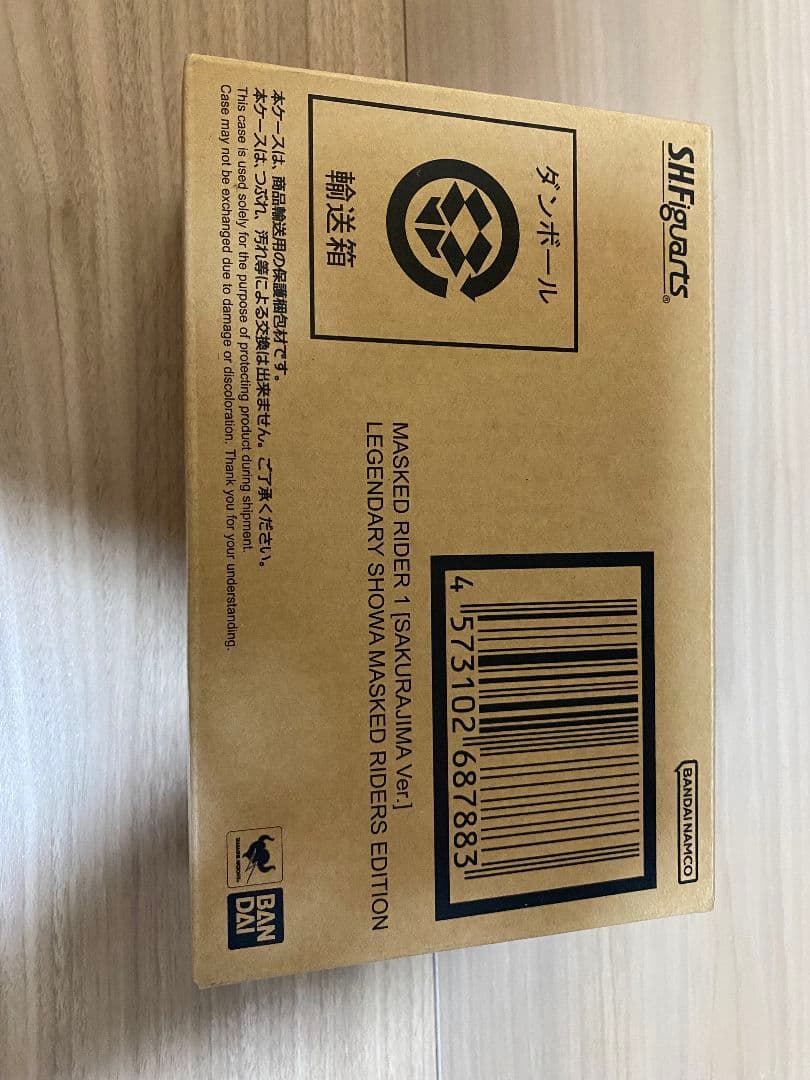 S.H.Figuarts®
ダンボール
輸送箱
BANDAI NAMCO
4 573102 687883
MASKED RIDER 1 [SAKURAJIMA Ver.]
LEGENDARY SHOWA MASKED RIDERS EDITION
本ケースは、商品輸送用の保護梱包材です。
本ケースは、つぶれ、汚れ等による交換は出来ません。ご了承ください。
This case is used solely for the purpose of protecting product during shipment.
Case may not be exchanged due to damage or discoloration. Thank you for your understanding.
BAN
DAI